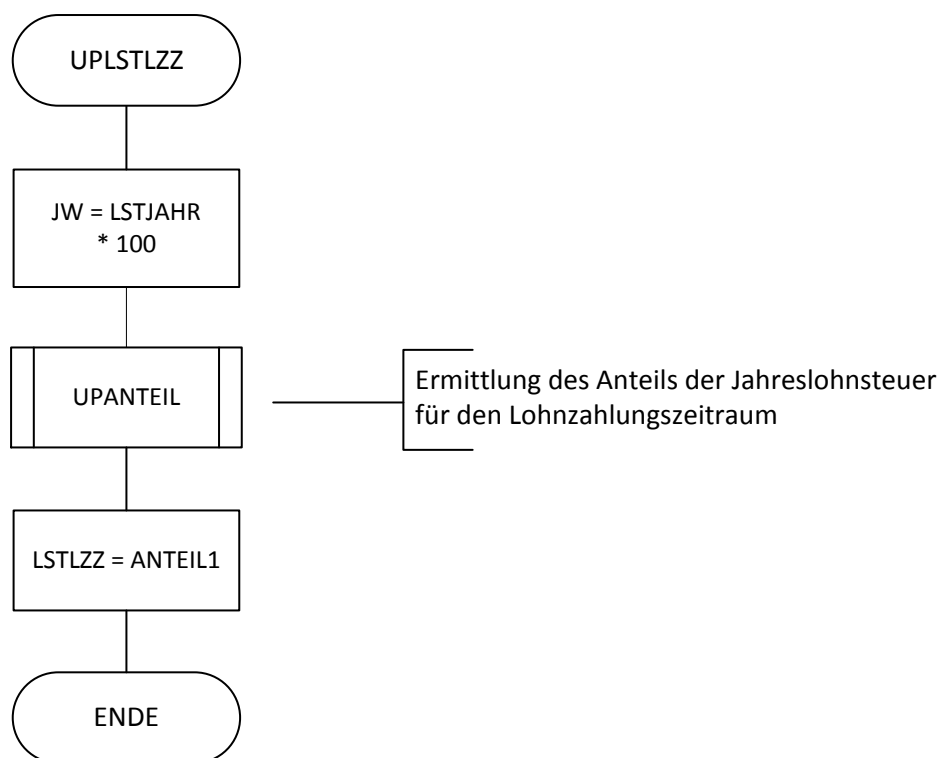 UPLSTLZZ
JW = LSTJAHR
* 100
UPANTEIL
Ermittlung des Anteils der Jahreslohnsteuer
für den Lohnzahlungszeitraum
LSTLZZ = ANTEIL1
ENDE